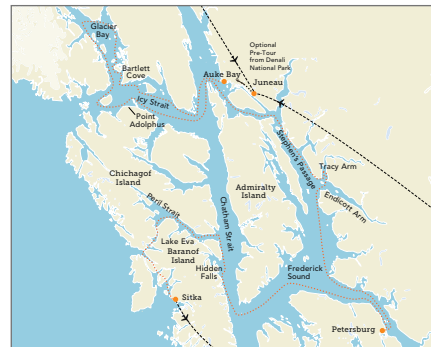 Glacier
Bay
Bartlett
Cove
Optional
Pre-Tour
from Denali
National Park
Auke Bay
Juneau
Icy Strait
Point
Adolphus
Stephen's Passage
Tracy Arm
Chichagof
Island
Admiralty
Island
Endicott Arm
Peril Strait
Chatham Strait
Lake Eva
Baranof
Island
Hidden
Falls
Frederick
Sound
Sitka
Petersburg